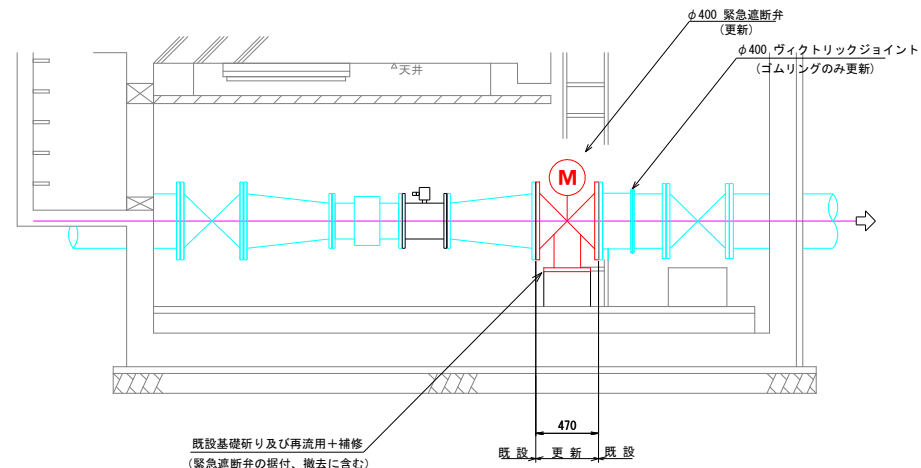 φ400 緊急遮断弁
(更新)
φ400 ヴィクトリックジョイント
(ゴムリングのみ更新)
天井
M
470
既設 更新 既設
既設基礎斫り及び再流用＋補修
(緊急遮断弁の据付、撤去に含む)